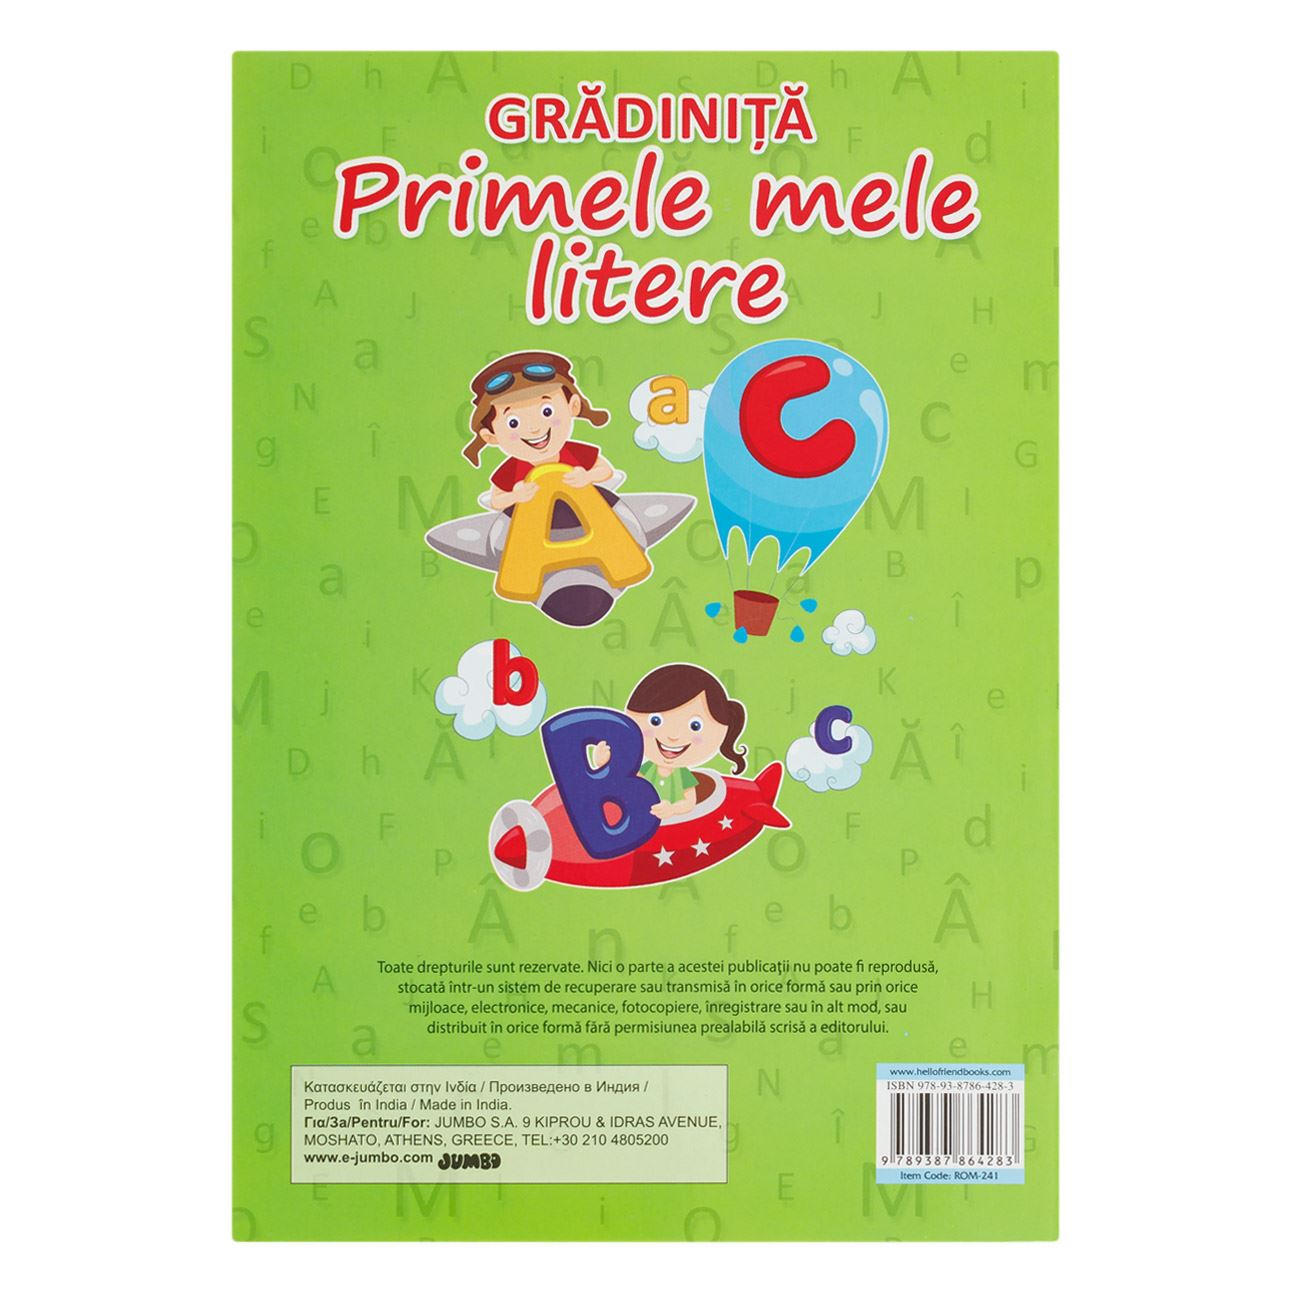 GRĂDINIȚĂ
Primele mele
litere
a
C
A
b
B
c
Toate drepturile sunt rezervate. Nici o parte a acestei publicații nu poate fi reprodusă,
stocată într-un sistem de recuperare sau transmisă în orice formă sau prin orice
mijloace, electronice, mecanice, fotocopiere, înregistrare sau în alt mod, sau
distribuit în orice formă fără permisiunea prealabilă scrisă a editorului.
Κατασκευάζεται στην Ινδία / Произведено в Индия /
Produs în India / Made in India.
Για/За/Pentru/For: JUMBO S.A. 9 KIPROU & IDRAS AVENUE,
MOSHATO, ATHENS, GREECE, TEL:+30 210 4805200
www.e-jumbo.com JUMBO
www.hellofriendbooks.com
ISBN 978-93-8786-428-3
9 789387 864283
Item Code: ROM-241